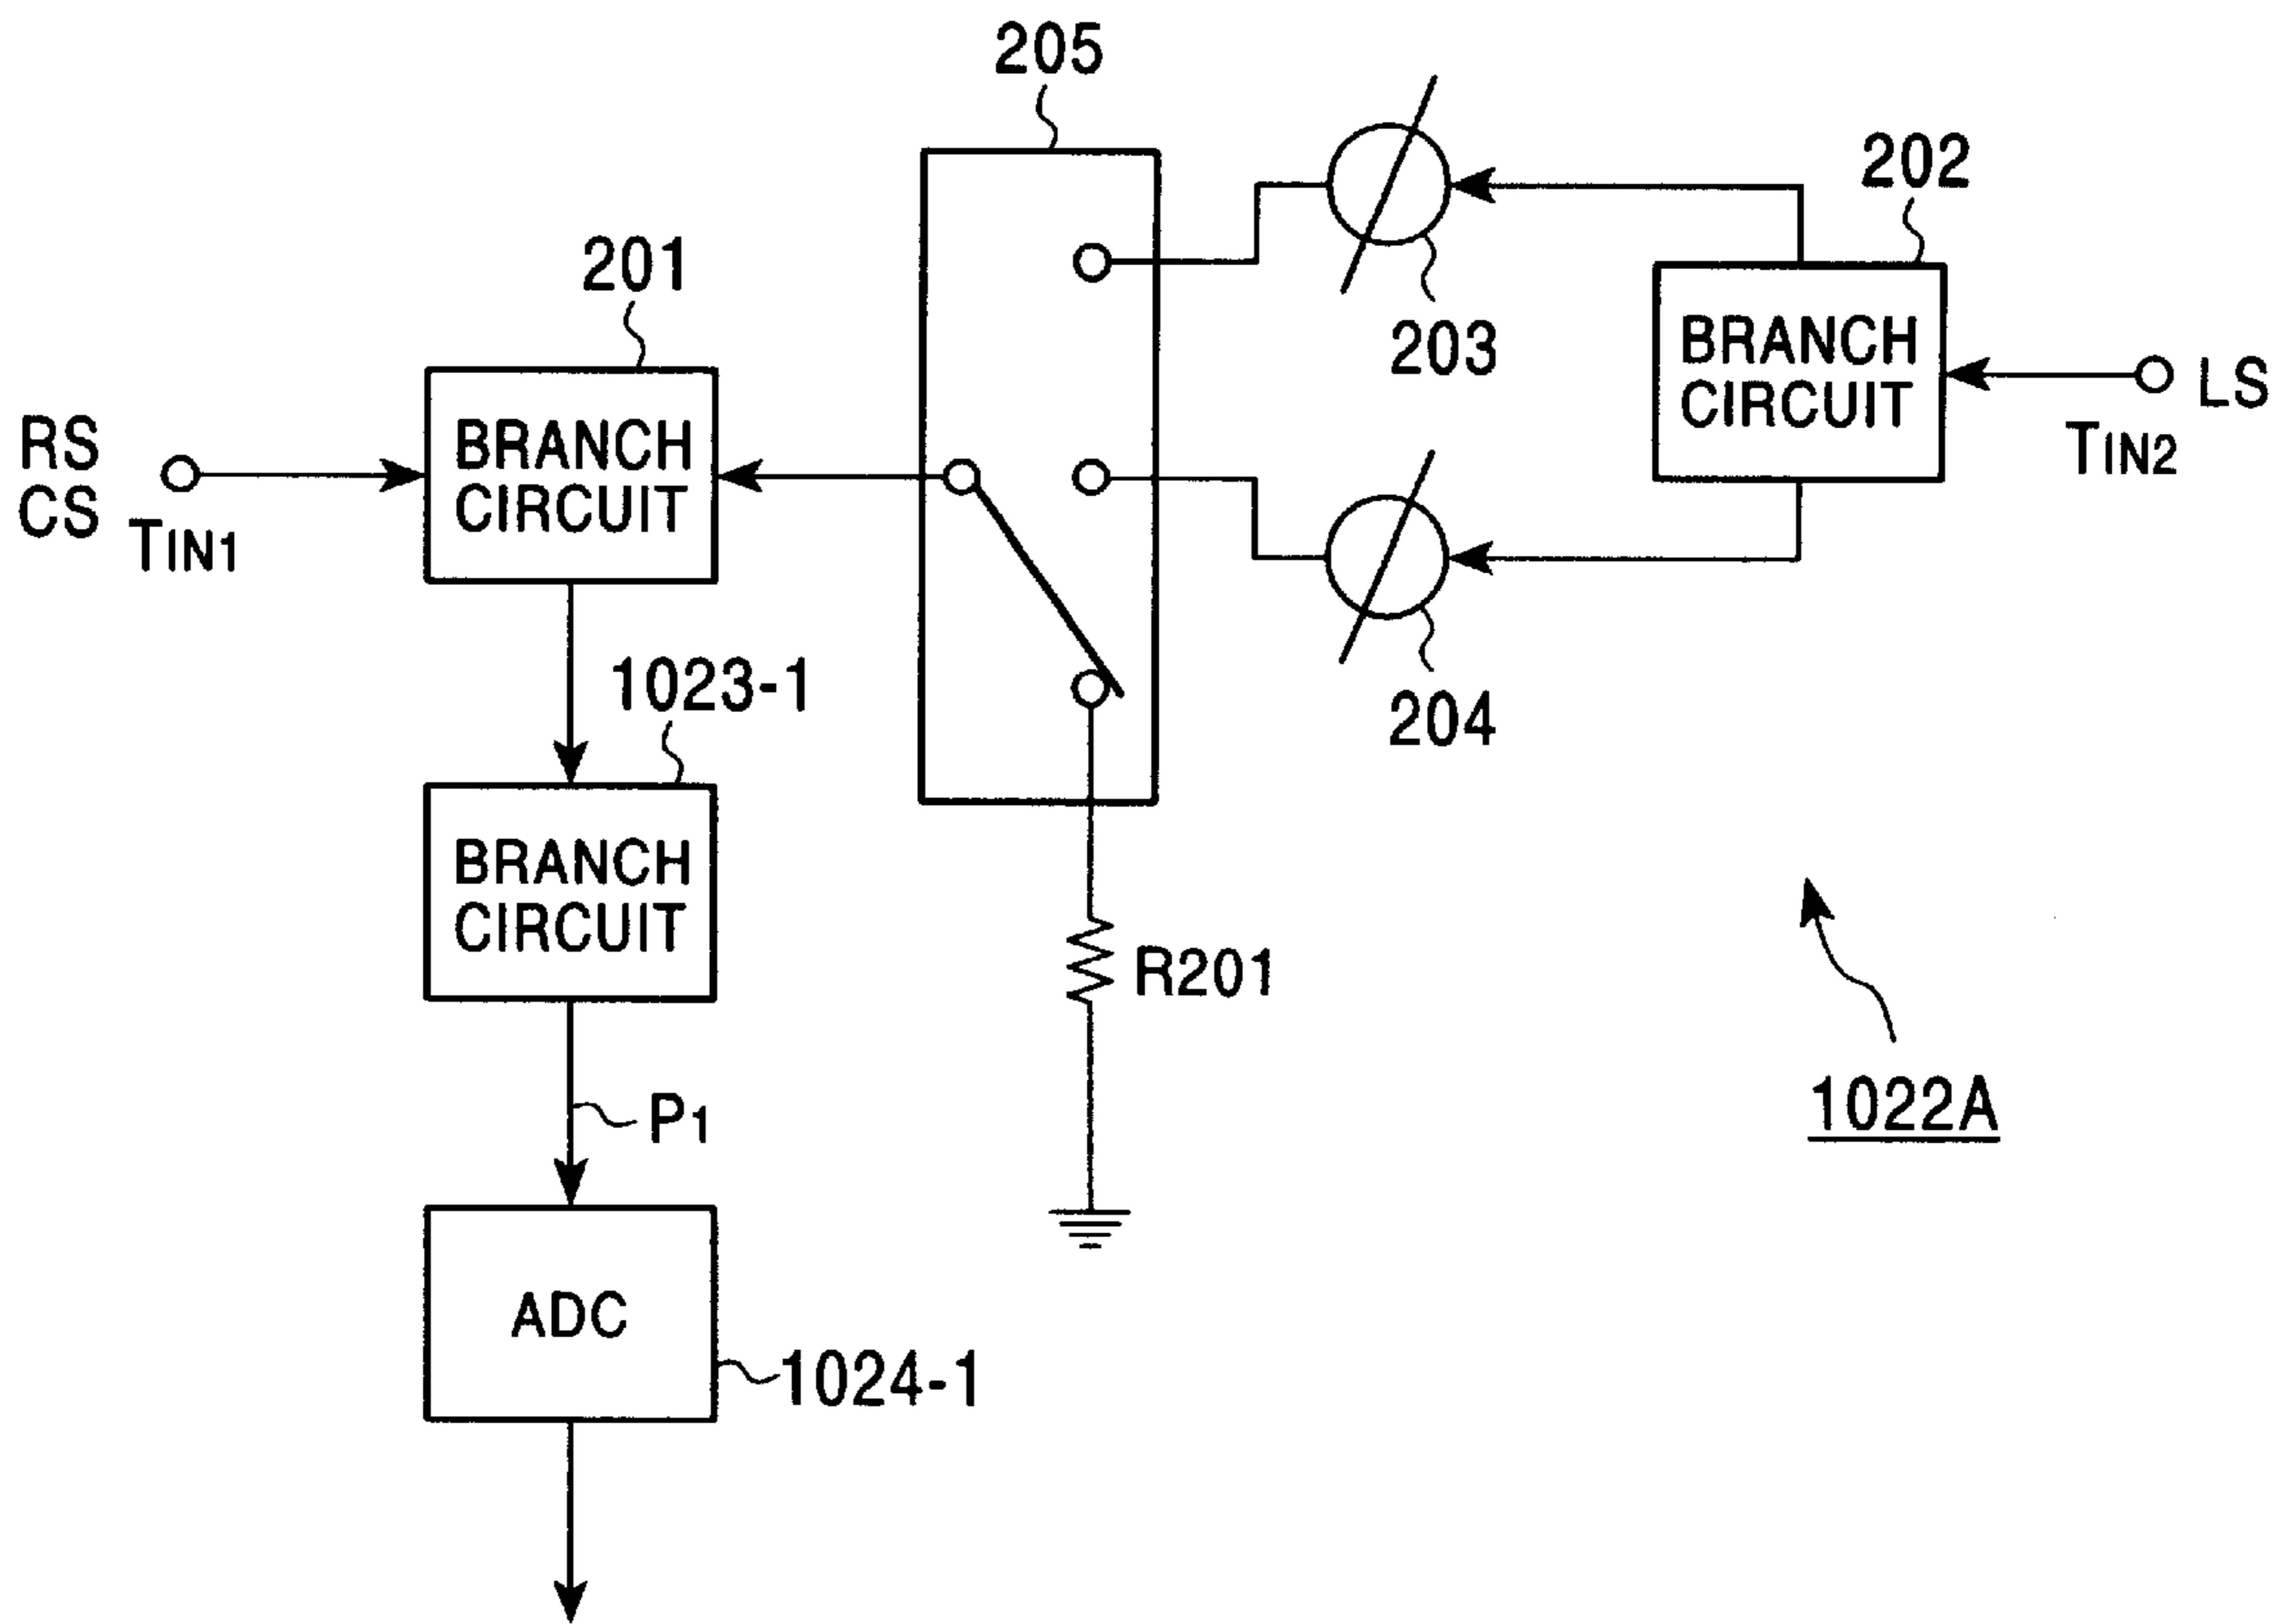 205
202
201
203
BRANCH
CIRCUIT
LS
TIN2
RS
CS
TIN1
BRANCH
CIRCUIT
204
1023-1
BRANCH
CIRCUIT
R201
P1
1022A
ADC
1024-1